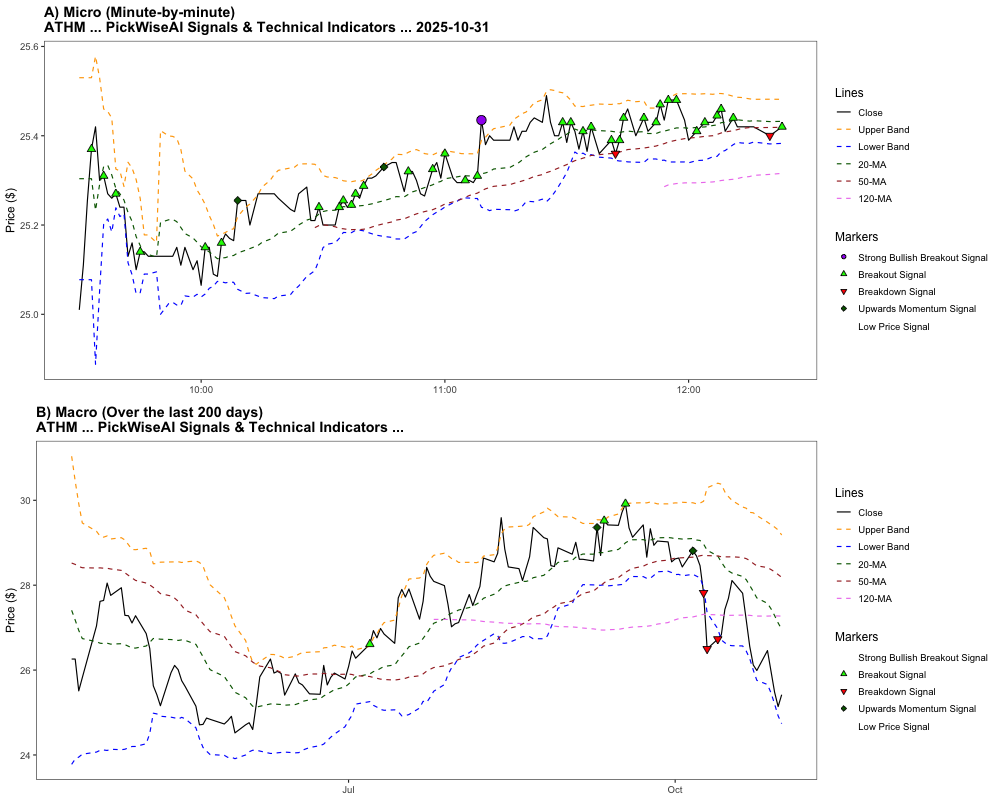 A) Micro (Minute-by-minute)
ATHM ... PickWiseAI Signals & Technical Indicators ... 2025-10-31
Price ($)
25.6
25.4
25.2
25.0
10:00
11:00
12:00
Lines
Close
Upper Band
Lower Band
20-MA
50-MA
120-MA
Markers
Strong Bullish Breakout Signal
Breakout Signal
Breakdown Signal
Upwards Momentum Signal
Low Price Signal
B) Macro (Over the last 200 days)
ATHM ... PickWiseAI Signals & Technical Indicators ...
Price ($)
30
28
26
24
Jul
Oct
Lines
Close
Upper Band
Lower Band
20-MA
50-MA
120-MA
Markers
Strong Bullish Breakout Signal
Breakout Signal
Breakdown Signal
Upwards Momentum Signal
Low Price Signal